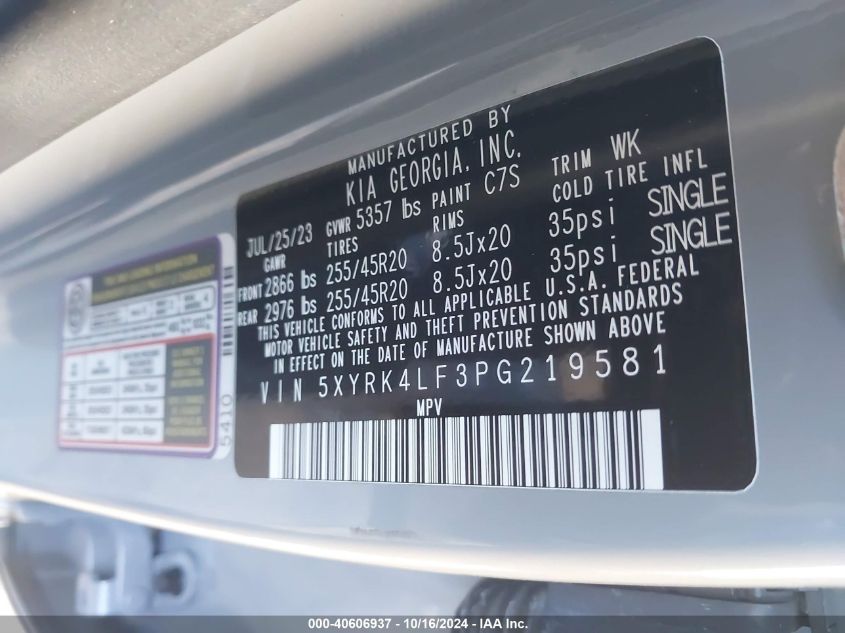 MANUFACTURED BY
KIA GEORGIA, INC.
JUL/25/23 GVWR 5357 lbs PAINT C7S TRIM WK
GAWR TIRES RIMS COLD TIRE INFL
FRONT 2866 lbs 255/45R20 8.5Jx20 35psi SINGLE
REAR 2976 lbs 255/45R20 8.5Jx20 35psi SINGLE
THIS VEHICLE CONFORMS TO ALL APPLICABLE U.S.A. FEDERAL
MOTOR VEHICLE SAFETY AND THEFT PREVENTION STANDARDS
IN EFFECT ON THE DATE OF MANUFACTURE SHOWN ABOVE
VIN 5XYRK4LF3PG219581
MPV
5410
000-40606937 - 10/16/2024 - IAA Inc.